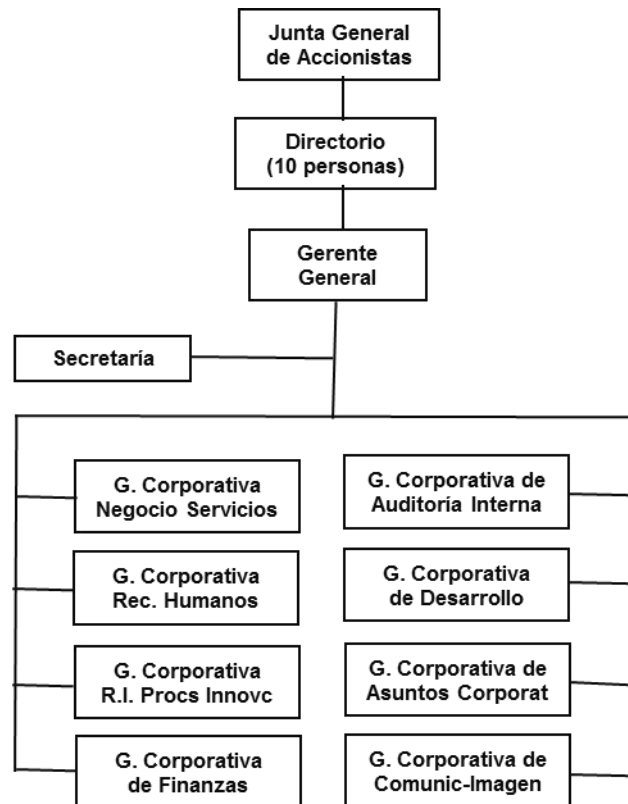 Junta General
de Accionistas
Directorio
(10 personas)
Gerente
General
Secretaría
G. Corporativa
Negocio Servicios
G. Corporativa de
Auditoría Interna
G. Corporativa
Rec. Humanos
G. Corporativa
de Desarrollo
G. Corporativa
R.I. Procs Innovc
G. Corporativa de
Asuntos Corporat
G. Corporativa
de Finanzas
G. Corporativa de
Comunic-Imagen